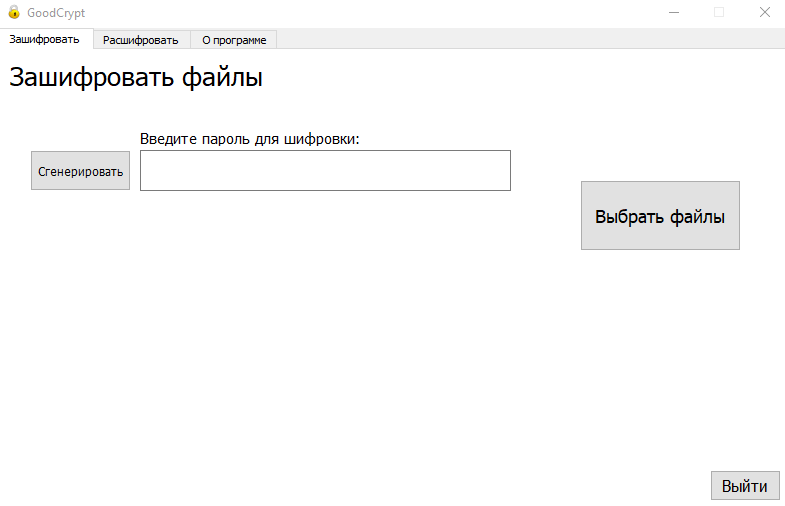 GoodCrypt
Зашифровать Расшифровать О программе
Зашифровать файлы
Введите пароль для шифровки:
Сгенерировать
Выбрать файлы
Выйти